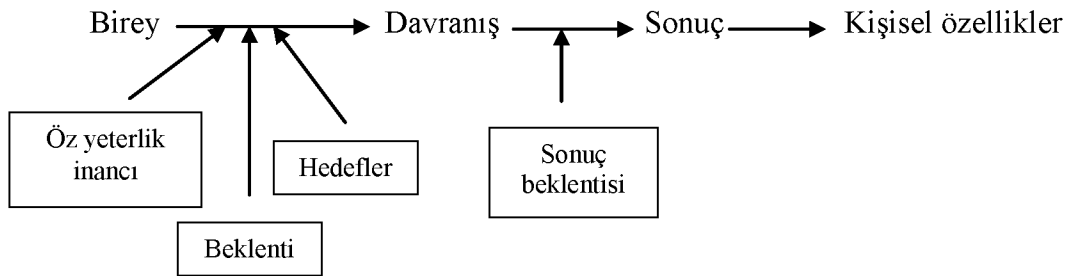 Birey Davranış Sonuç Kişisel özellikler
Öz yeterlik
inancı
Hedefler
Beklenti
Sonuç
beklentisi